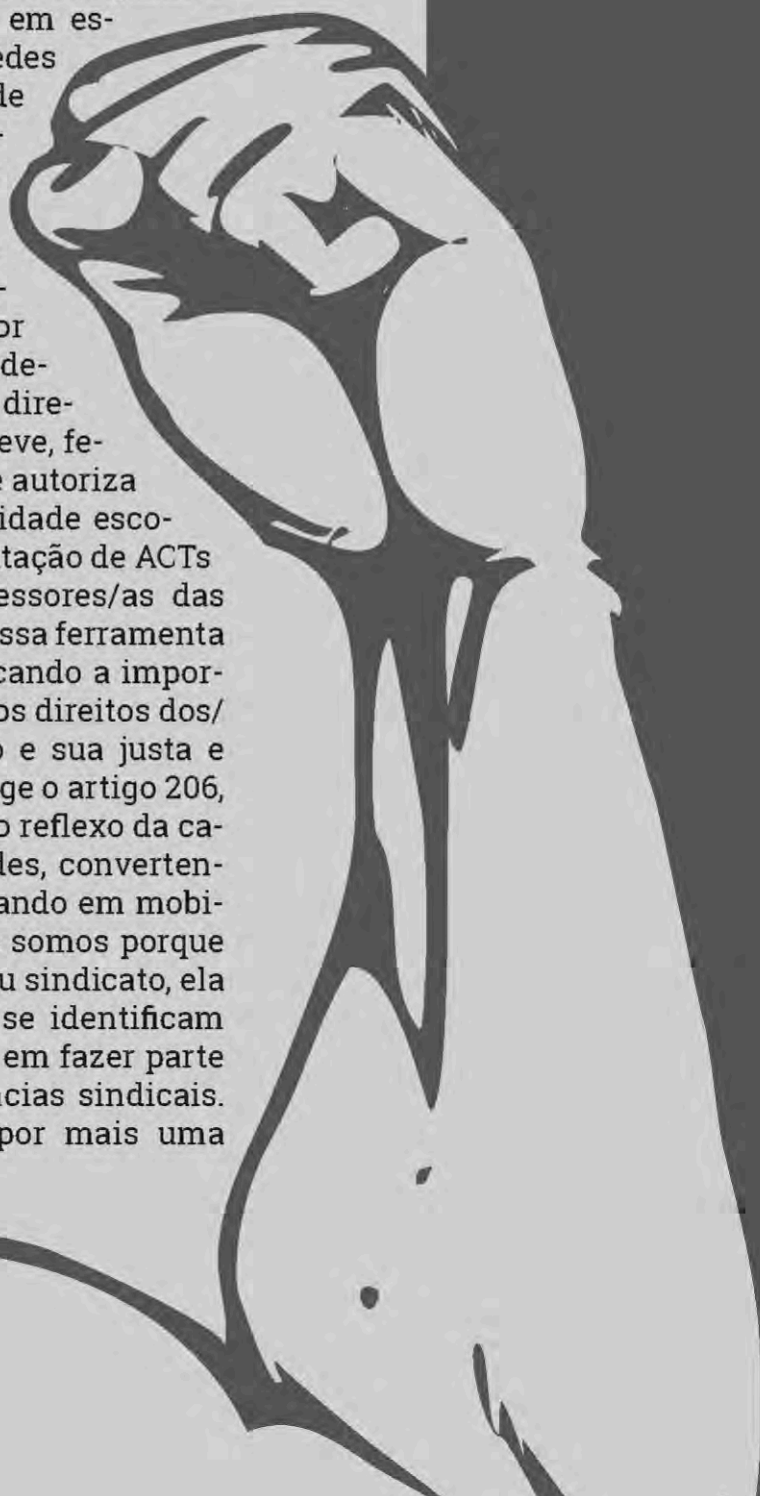 em es-
edes
de
-
-
or
de-
dire-
eve, fe-
e autoriza
idade esco-
tação de ACTs
essores/as das
ssa ferramenta
cando a impor-
os direitos dos/
o e sua justa e
ge o artigo 206,
o reflexo da ca-
des, converten-
ando em mobi-
somos porque
u sindicato, ela
se identificam
em fazer parte
ncias sindicais.
por mais uma